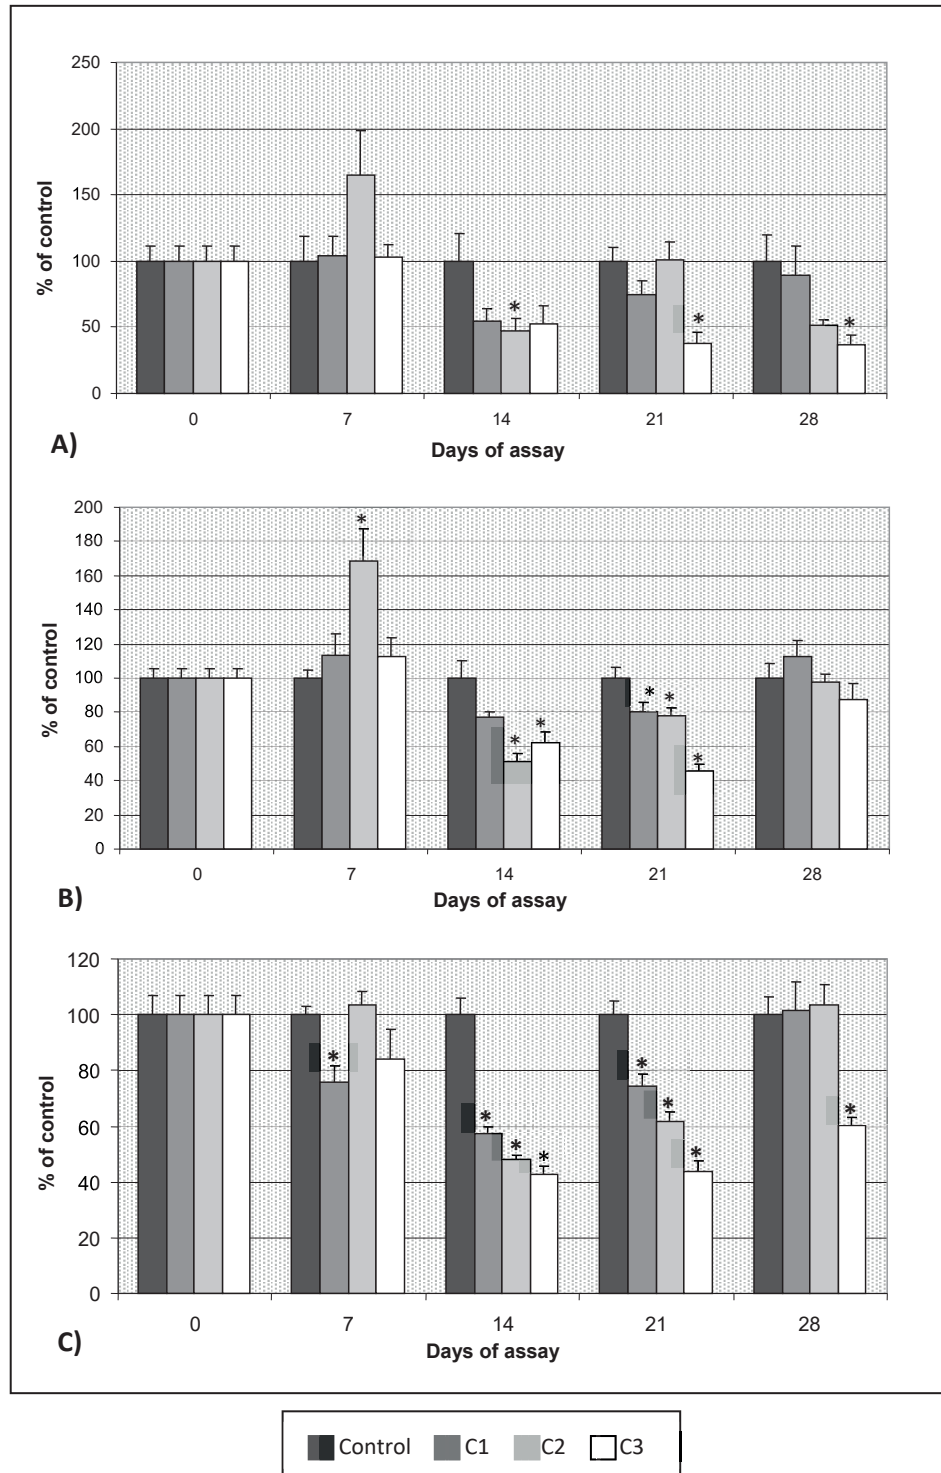 250
200
150
100
50
0
% of control
* * *
0 7 14 21 28
A)
Days of assay
200
180
160
140
120
100
80
60
40
20
0
% of control
* * * * * *
0 7 14 21 28
B)
Days of assay
120
100
80
60
40
20
0
% of control
* * * * * * * *
0 7 14 21 28
C)
Days of assay
Control C1 C2 C3